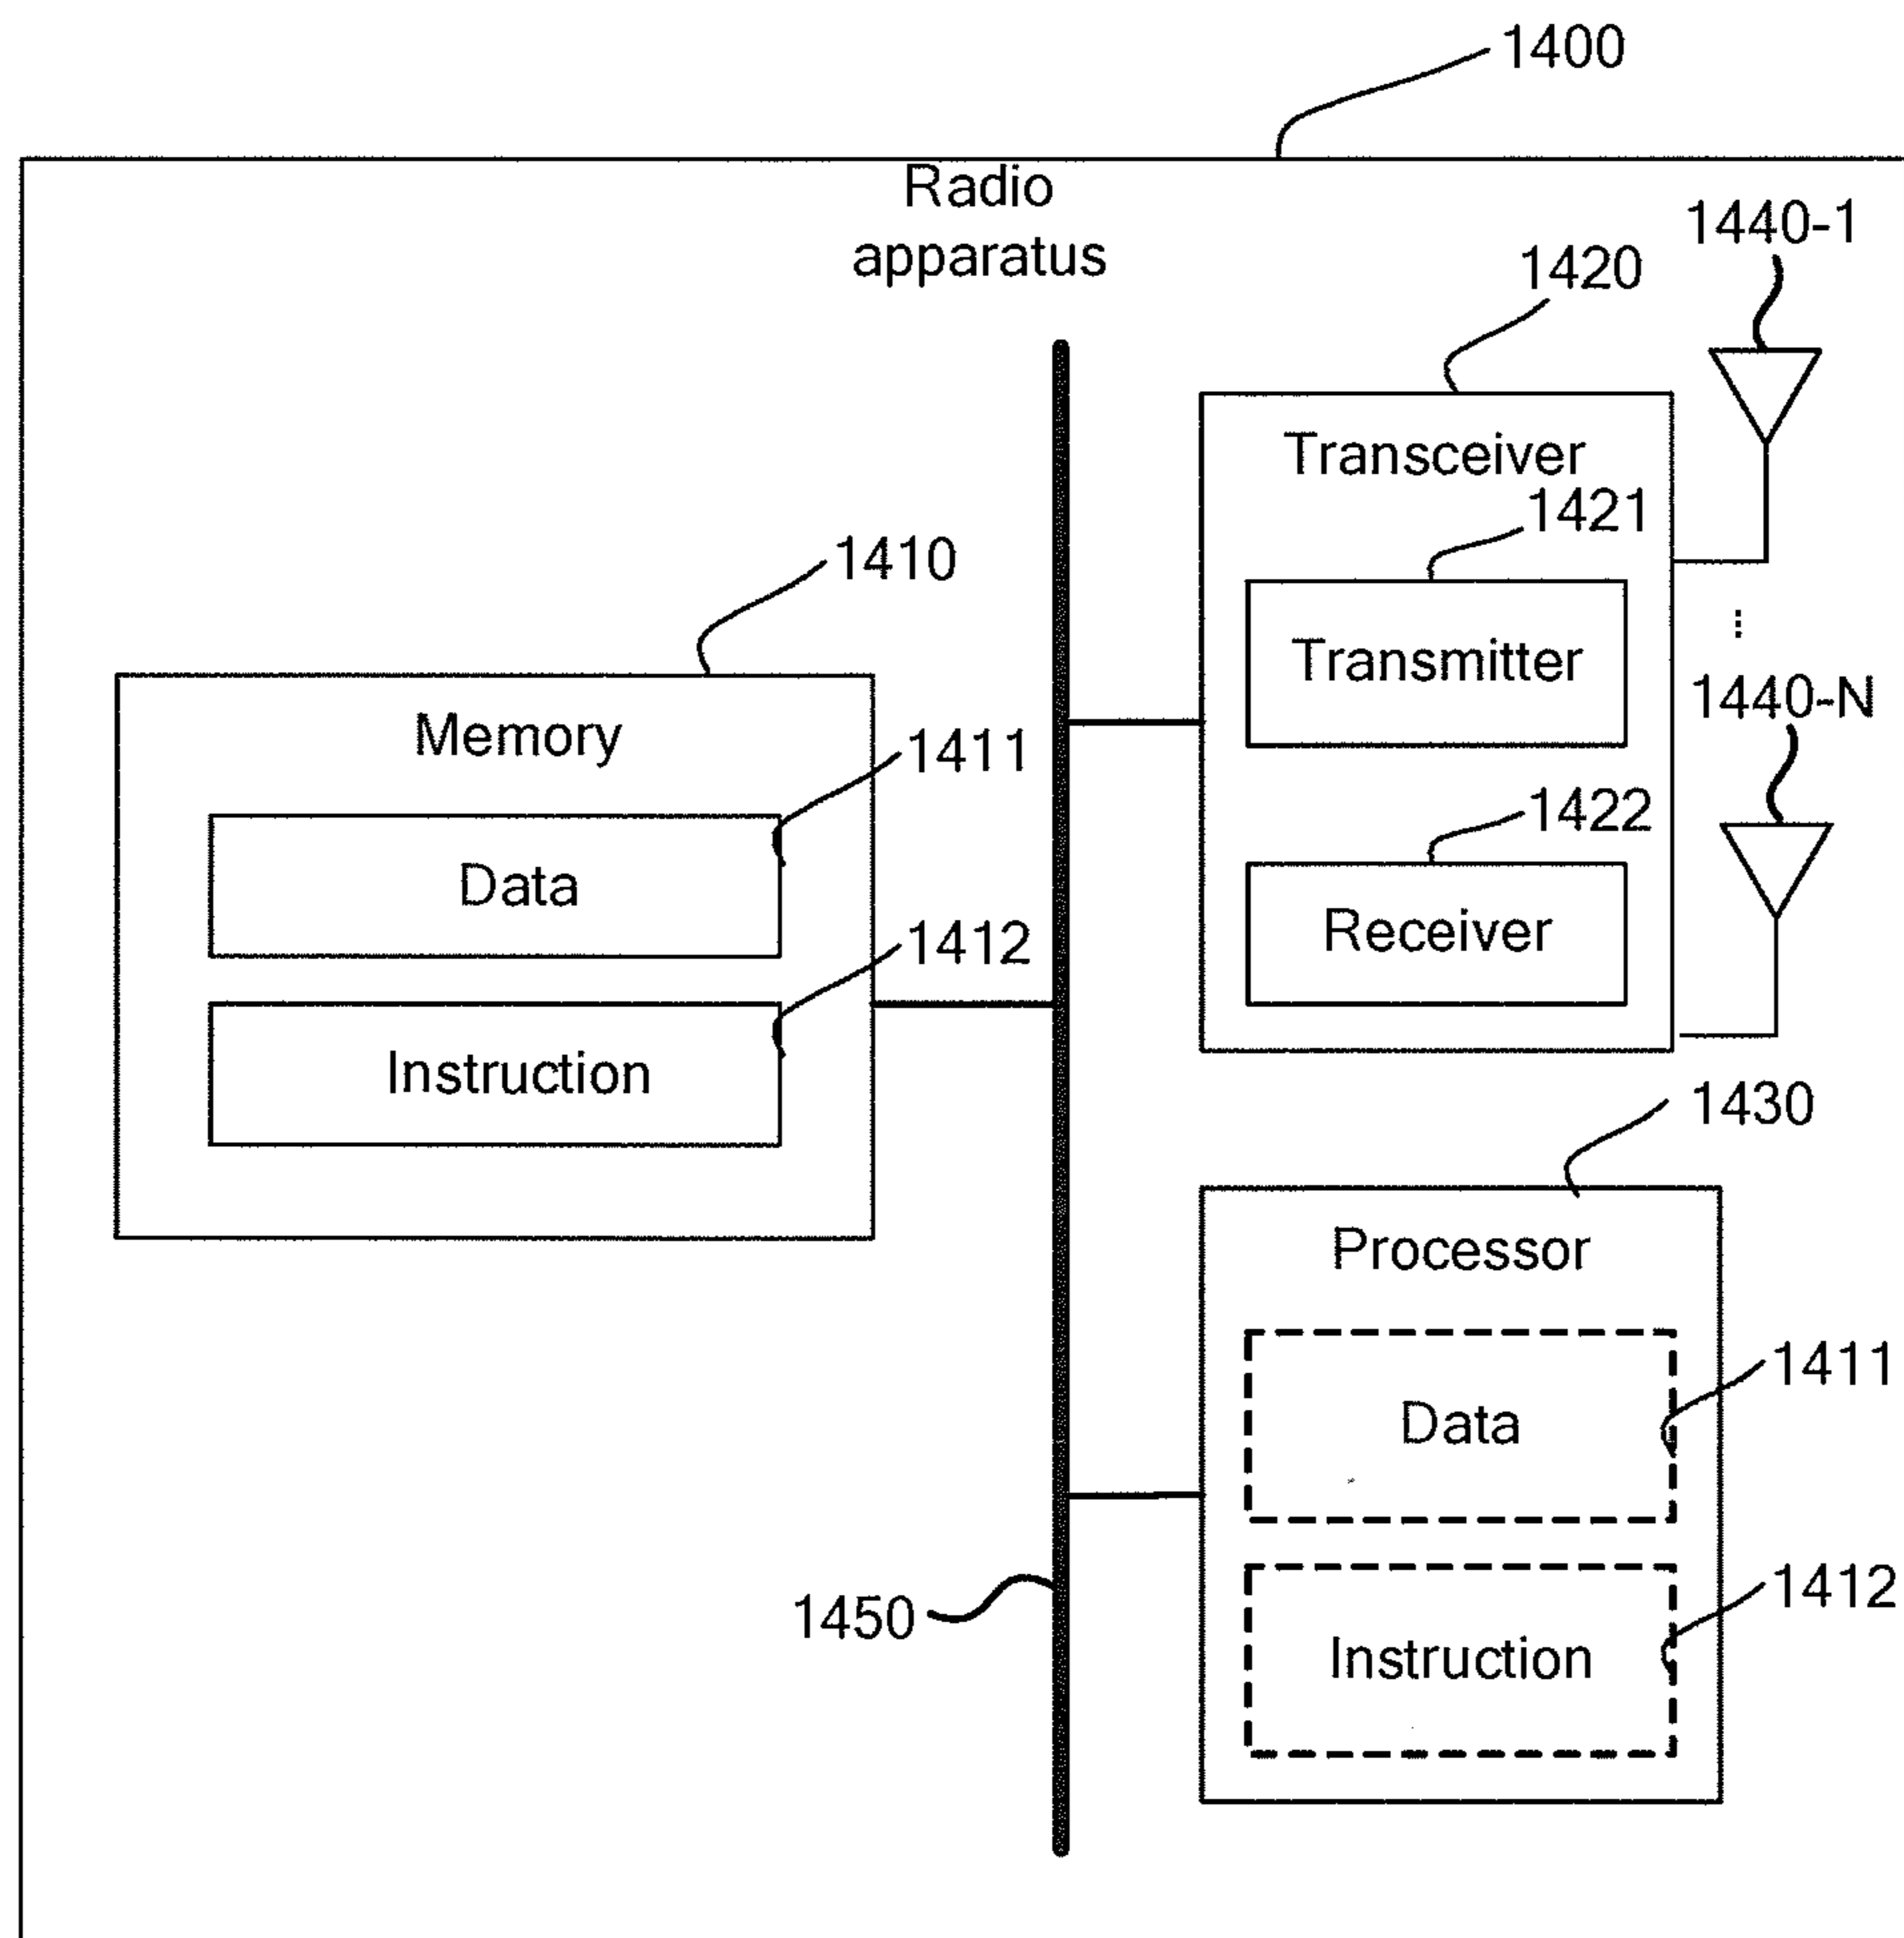 1400
Radio
apparatus
1440-1
1420
Transceiver
1421
1410
Transmitter
1440-N
Memory
1411
1422
Data
Receiver
1412
Instruction
1430
Processor
1411
Data
1412
1450
Instruction